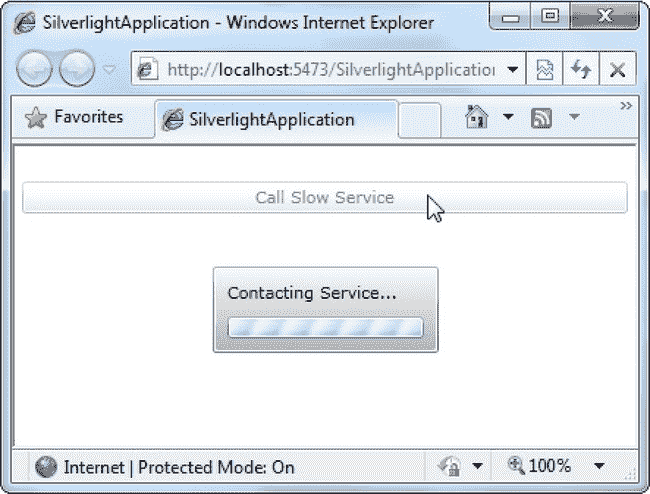 SilverlightApplication - Windows Internet Explorer
http://localhost:5473/SilverlightApplication
Favorites
SilverlightApplication
Call Slow Service
Contacting Service...
Internet | Protected Mode: On
100%